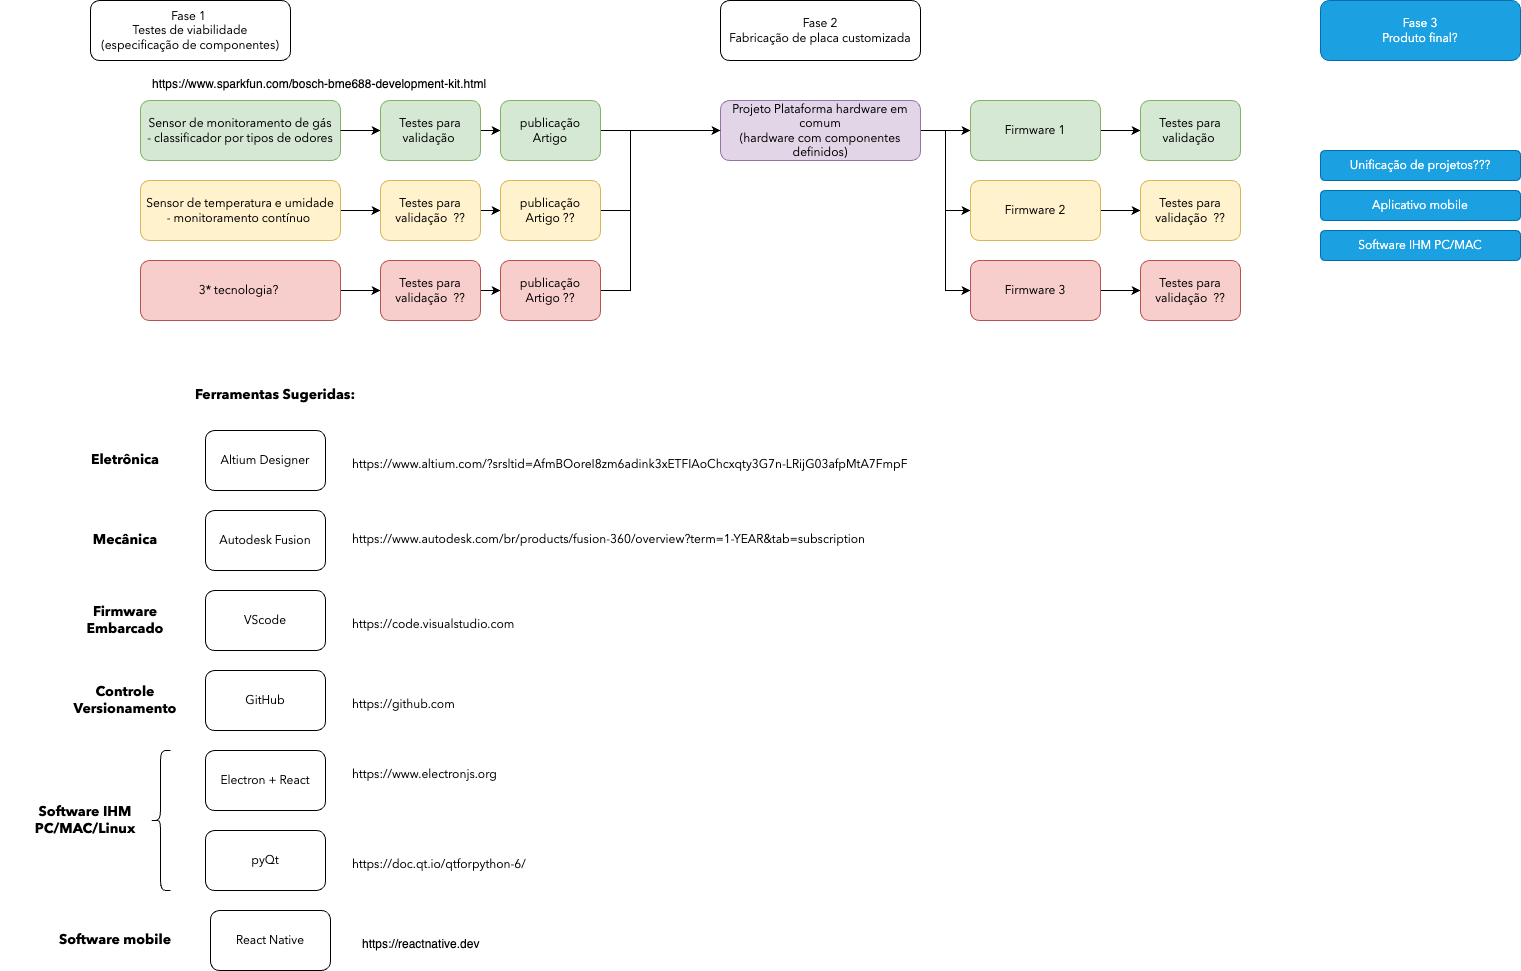 Fase 1
Testes de viabilidade
(especificação de componentes)
Fase 2
Fabricação de placa customizada
Fase 3
Produto final?
https://www.sparkfun.com/bosch-bme688-development-kit.html
Sensor de monitoramento de gás
- classificador por tipos de odores
Testes para
validação
publicação
Artigo
Projeto Plataforma hardware em
comum
(hardware com componentes
definidos)
Firmware 1
Testes para
validação
Unificação de projetos???
Sensor de temperatura e umidade
- monitoramento contínuo
Testes para
validação ??
publicação
Artigo ??
Firmware 2
Testes para
validação ??
Aplicativo mobile
Software IHM PC/MAC
3ª tecnologia?
Testes para
validação ??
publicação
Artigo ??
Firmware 3
Testes para
validação ??
Ferramentas Sugeridas:
Eletrônica
Altium Designer
https://www.altium.com/?srsltid=AfmBOorel8zm6adink3xETFlAoChcxqty3G7n-LRijG03afpMtA7FmpF
Mecânica
Autodesk Fusion
https://www.autodesk.com/br/products/fusion-360/overview?term=1-YEAR&tab=subscription
Firmware
Embarcado
VScode
https://code.visualstudio.com
Controle
Versionamento
GitHub
https://github.com
Software IHM
PC/MAC/Linux
Electron + React
https://www.electronjs.org
pyQt
https://doc.qt.io/qtforpython-6/
Software mobile
React Native
https://reactnative.dev